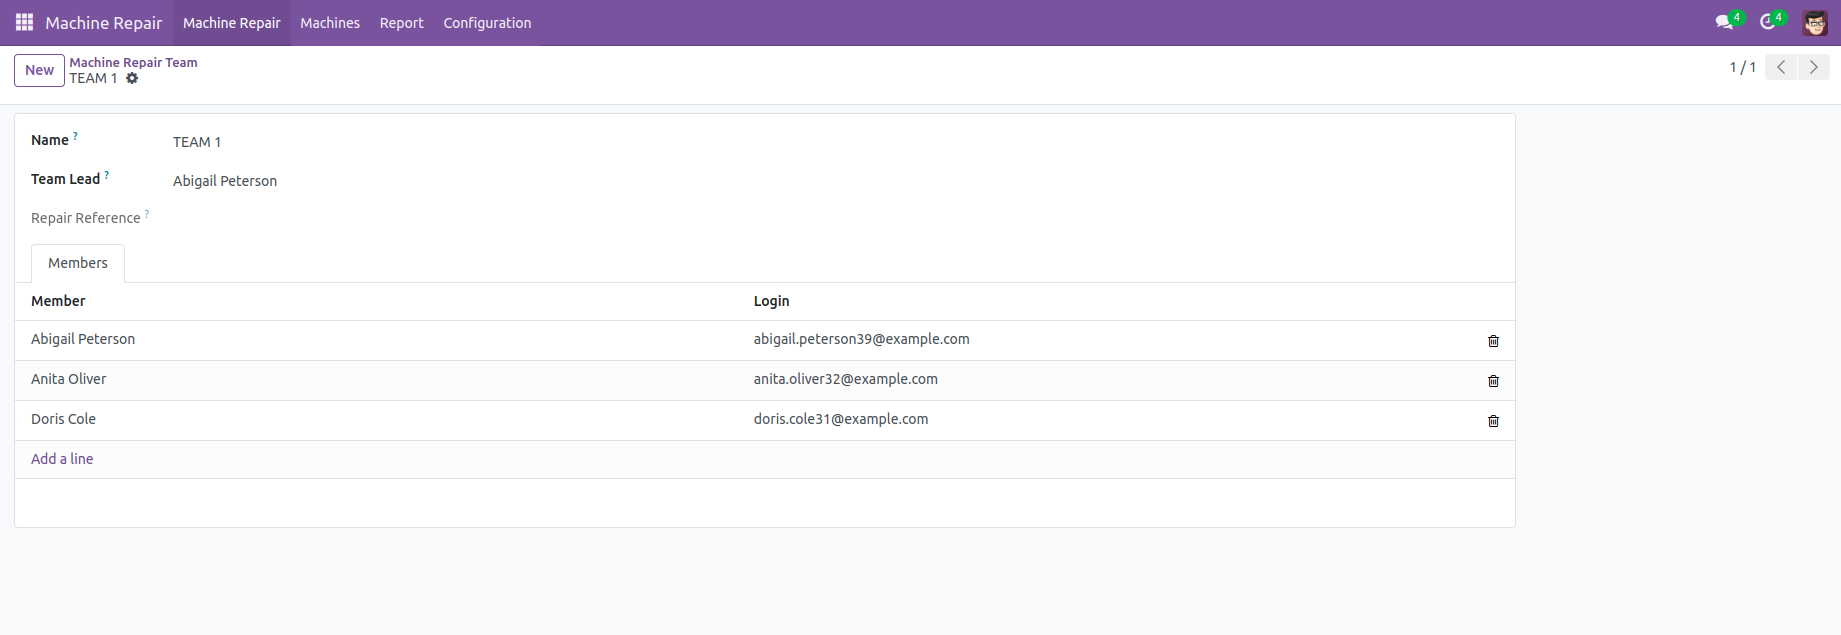 Machine Repair Machine Repair Machines Report Configuration 4 4
New Machine Repair Team
TEAM 1
1 / 1
Name ? TEAM 1
Team Lead ? Abigail Peterson
Repair Reference ?
Members
Member Login
Abigail Peterson abigail.peterson39@example.com
Anita Oliver anita.oliver32@example.com
Doris Cole doris.cole31@example.com
Add a line